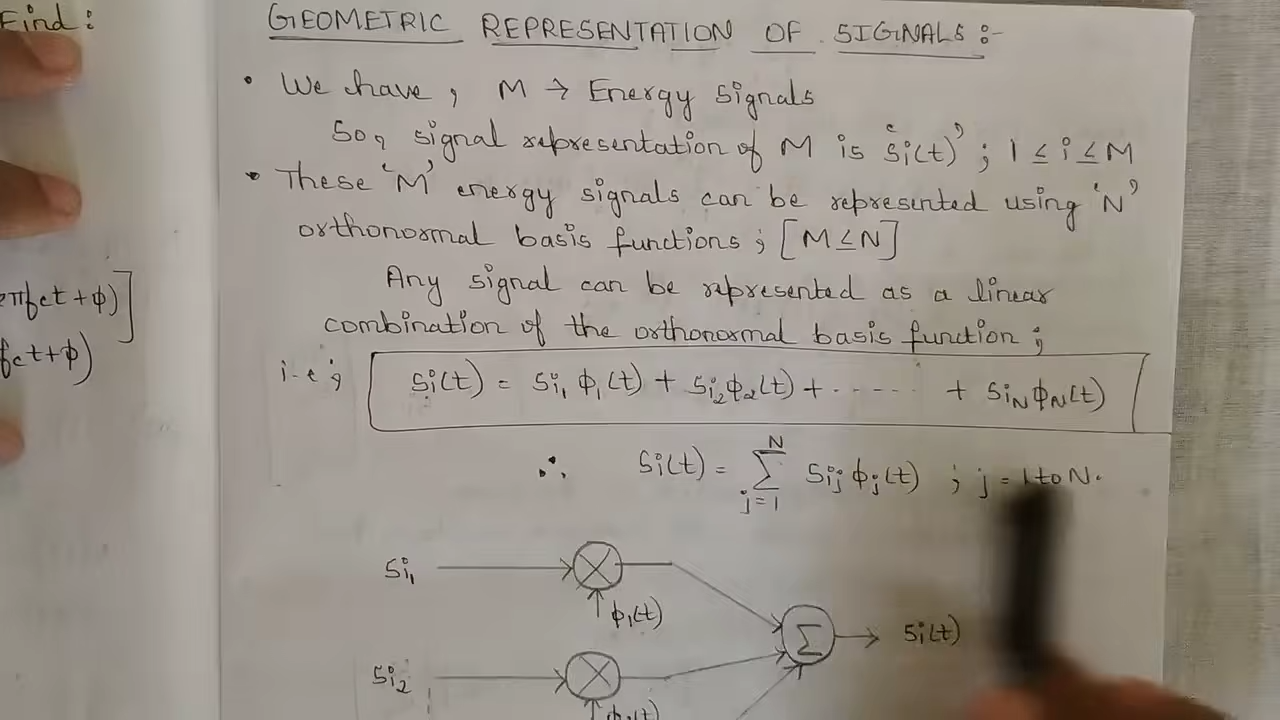 Find:
GEOMETRIC REPRESENTATION OF SIGNALS :-
• We have, M → Energy Signals
So, signal representation of M is 'Si(t)' ; 1 ≤ i ≤ M
• These 'M' energy signals can be represented using 'N'
orthonormal basis functions ; [M ≤ N]
Any signal can be represented as a linear
combination of the orthonormal basis function ;
i-e ; Si(t) = Si₁ φ₁(t) + Si₂ φ₂(t) + ------ + SiN φN(t)
πfct + φ)]
fct + φ)
∴ Si(t) = N Σ j=1 Sij φj(t) ; j = 1 to N.
Si₁
φ₁(t)
Σ
Si(t)
Si₂